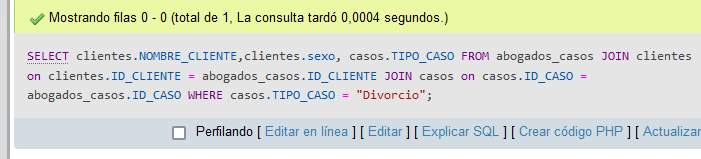 Mostrando filas 0 - 0 (total de 1, La consulta tardó 0,0004 segundos.)
SELECT clientes.NOMBRE_CLIENTE,clientes.sexo, casos.TIPO_CASO FROM abogados_casos JOIN clientes
on clientes.ID_CLIENTE = abogados_casos.ID_CLIENTE JOIN casos on casos.ID_CASO =
abogados_casos.ID_CASO WHERE casos.TIPO_CASO = "Divorcio";
Perfilando [ Editar en línea ] [ Editar ] [ Explicar SQL ] [ Crear código PHP ] [ Actualizar